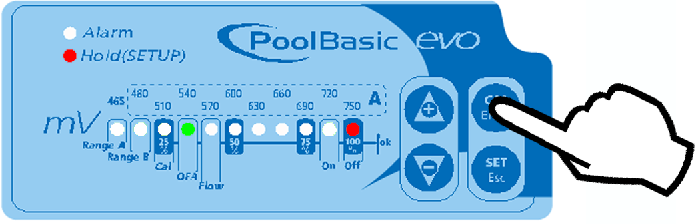 Alarm
Hold(SETUP)
PoolBasic evo
mV
465 480 510 540 570 600 630 660 690 720 750 A
Range A Range B 25 % Cal OFA Flow 50 % 75 % On 100 % Off ok
SET
Esc